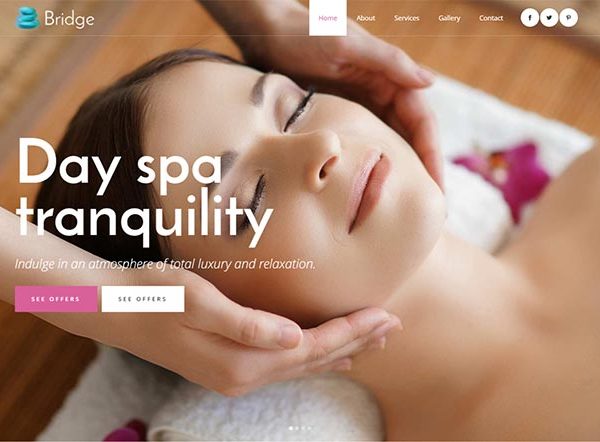 Bridge
Home About Services Gallery Contact
Day spa
tranquility
Indulge in an atmosphere of total luxury and relaxation.
SEE OFFERS SEE OFFERS